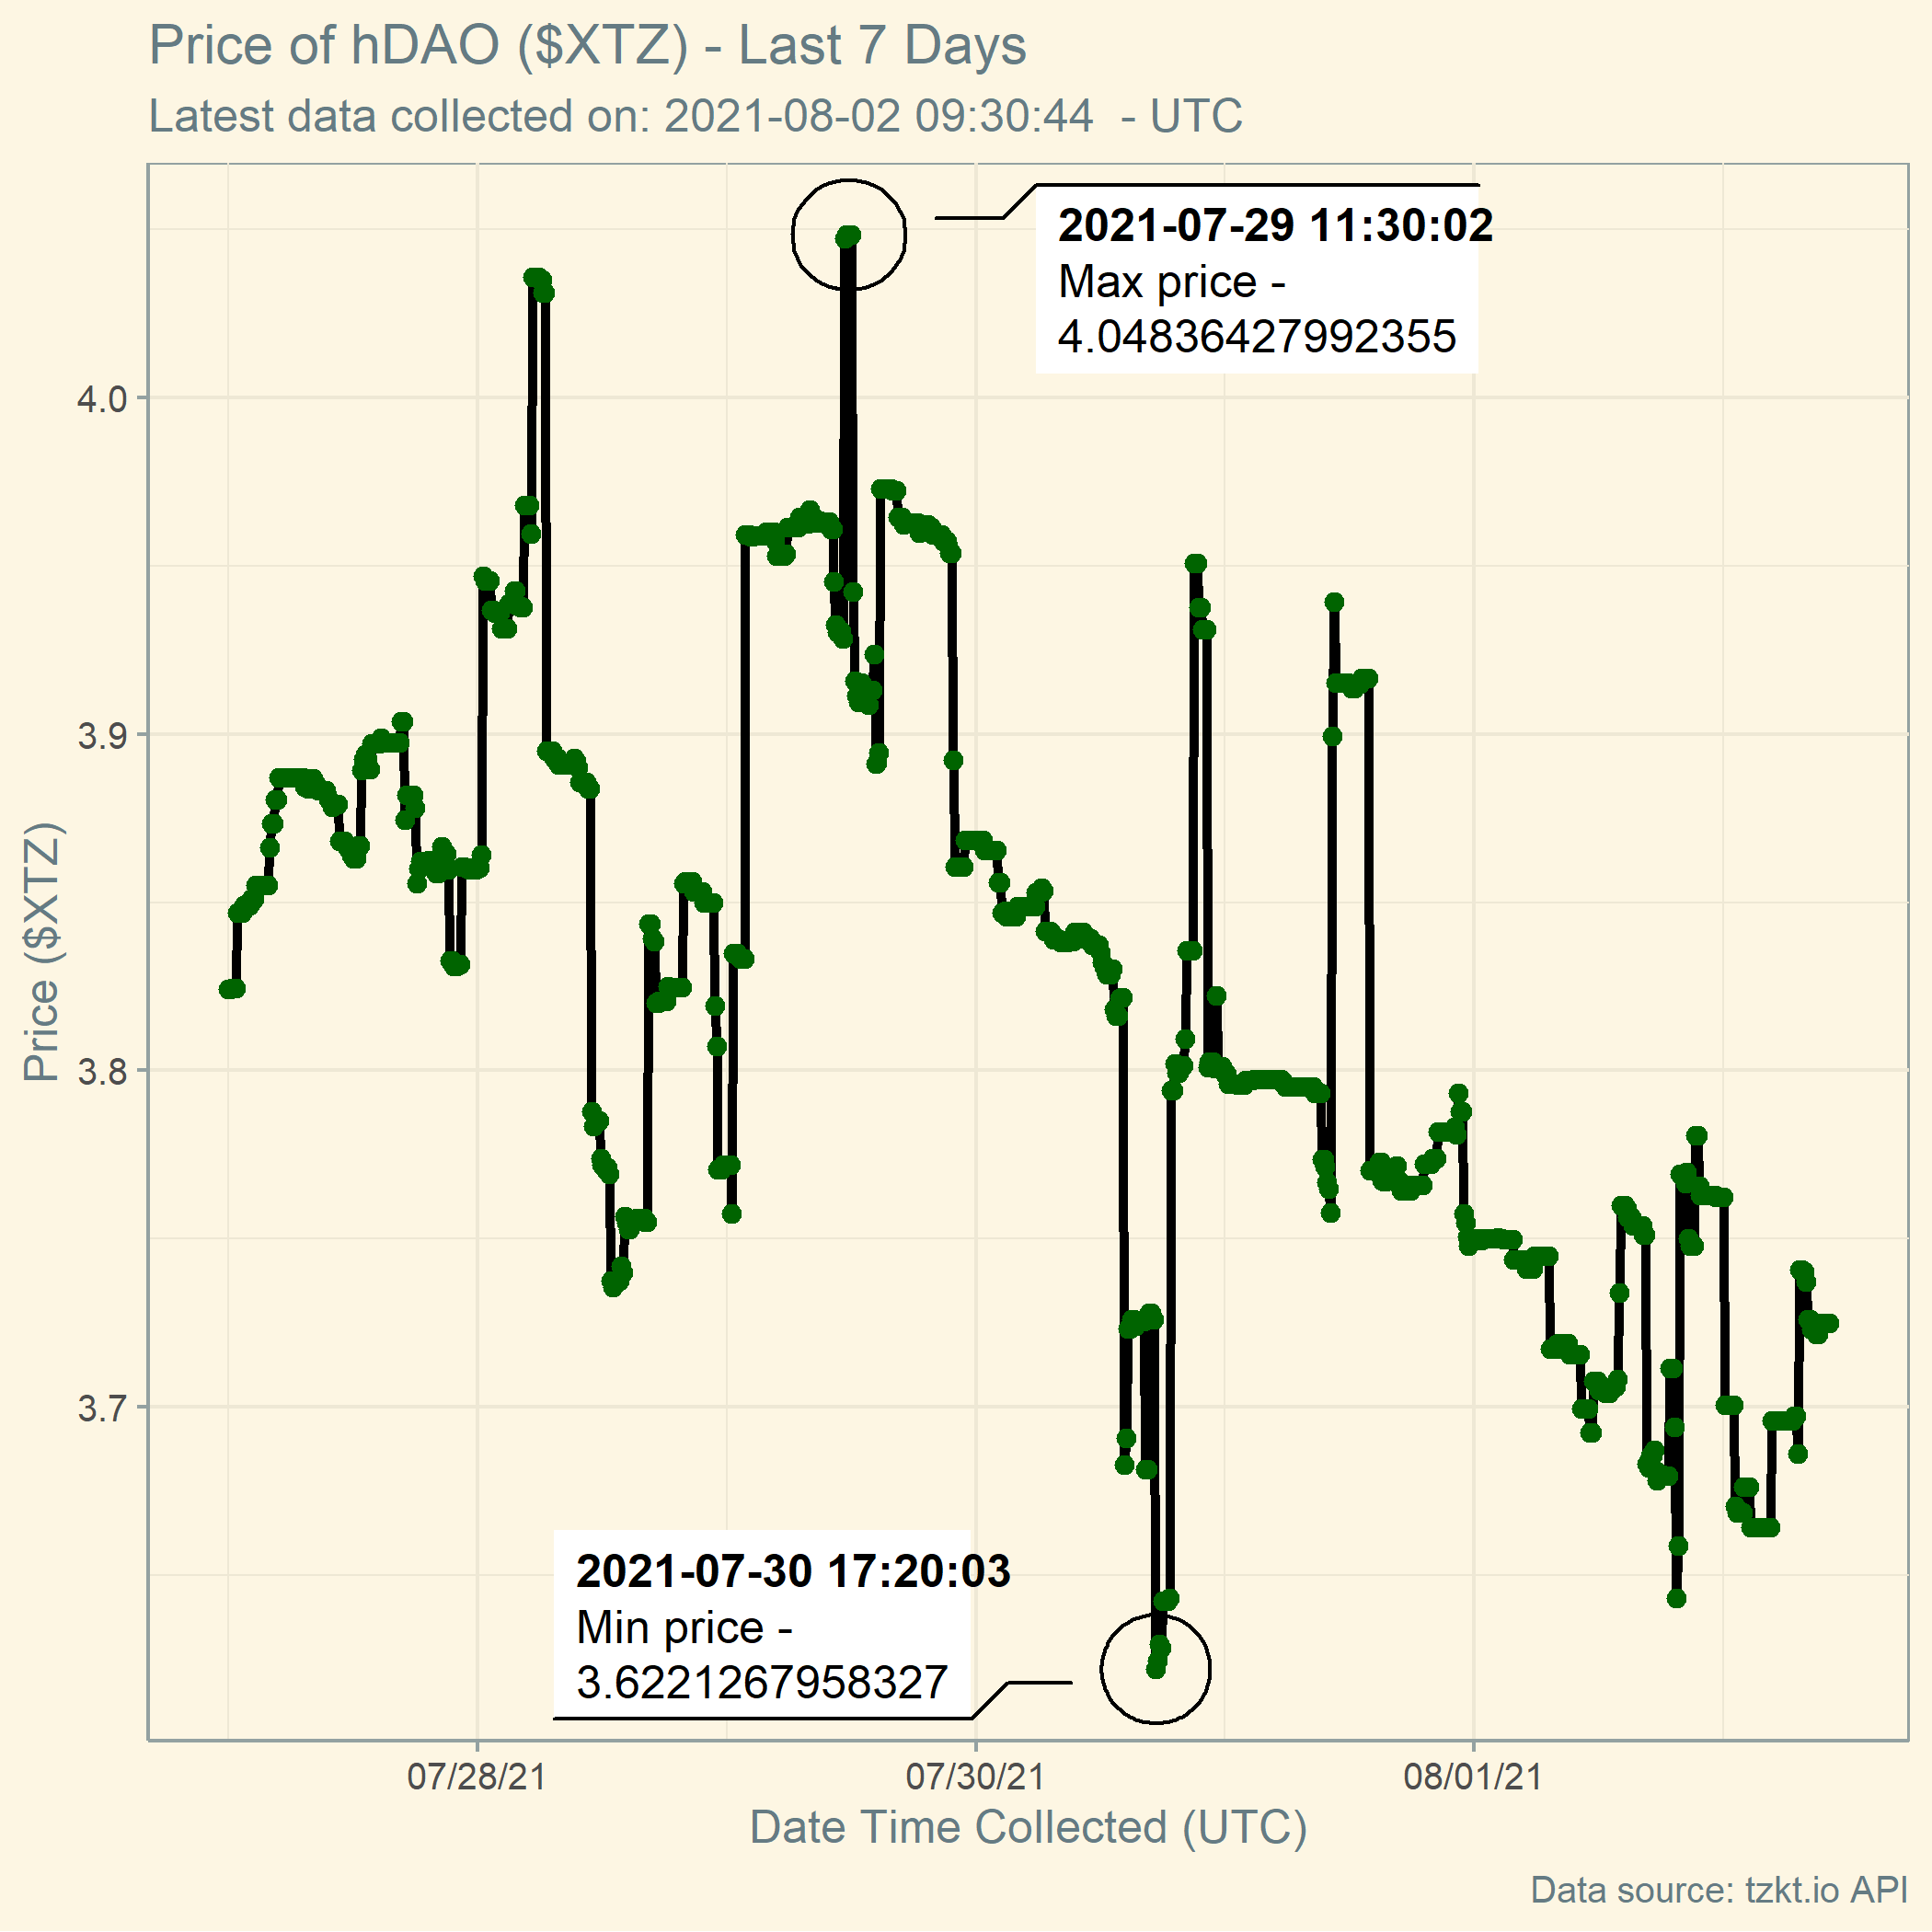 Price of hDAO ($XTZ) - Last 7 Days
Latest data collected on: 2021-08-02 09:30:44  - UTC
2021-07-29 11:30:02
Max price -
4.04836427992355
4.0
3.9
3.8
3.7
Price ($XTZ)
2021-07-30 17:20:03
Min price -
3.6221267958327
07/28/21
07/30/21
08/01/21
Date Time Collected (UTC)
Data source: tzkt.io API